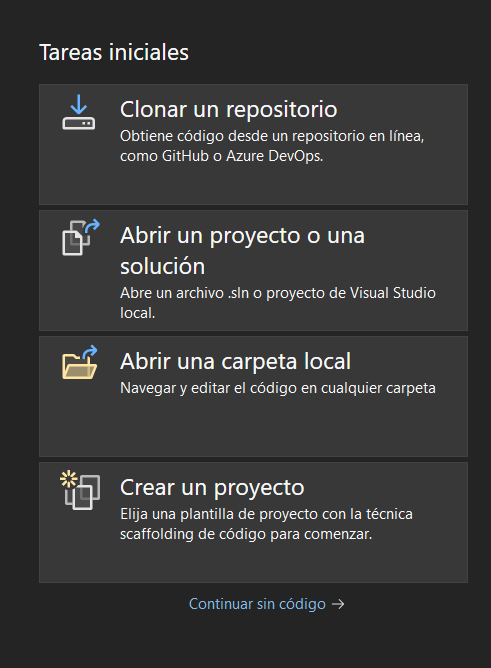 Tareas iniciales
Clonar un repositorio
Obtiene código desde un repositorio en línea,
como GitHub o Azure DevOps.
Abrir un proyecto o una
solución
Abre un archivo .sln o proyecto de Visual Studio
local.
Abrir una carpeta local
Navegar y editar el código en cualquier carpeta
Crear un proyecto
Elija una plantilla de proyecto con la técnica
scaffolding de código para comenzar.
Continuar sin código →